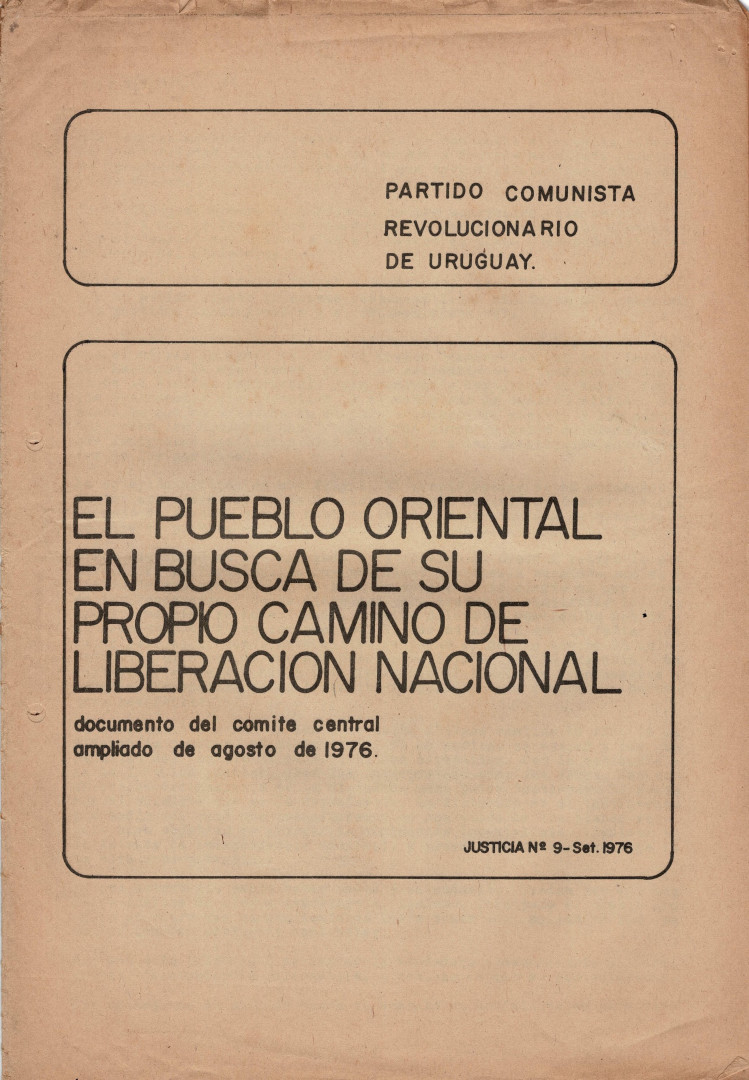 PARTIDO COMUNISTA
REVOLUCIONARIO
DE URUGUAY.
EL PUEBLO ORIENTAL
EN BUSCA DE SU
PROPIO CAMINO DE
LIBERACION NACIONAL
documento del comite central
ampliado de agosto de 1976.
JUSTICIA Nº 9-Set. 1976